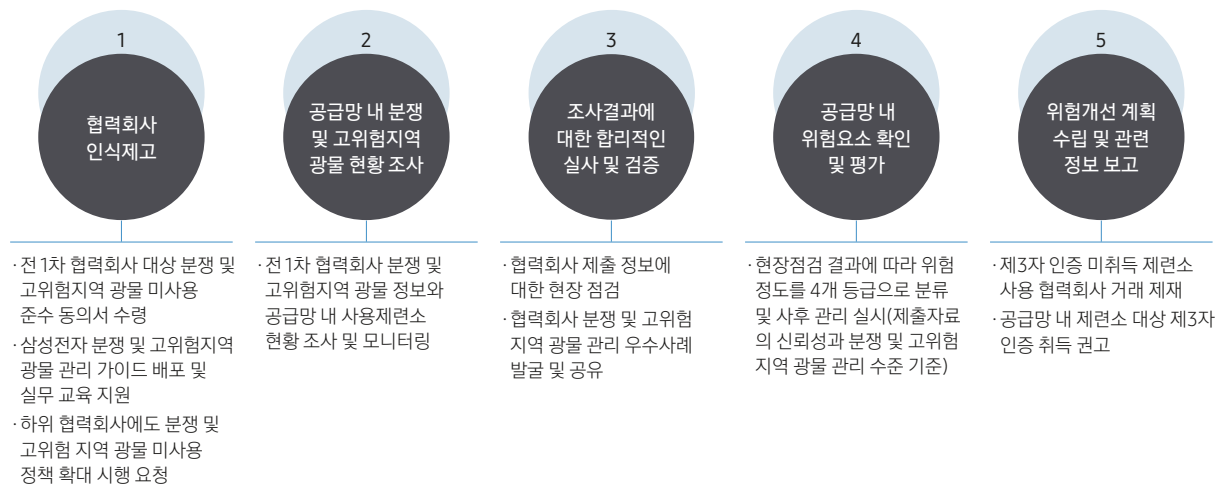 1
협력회사
인식제고
·전 1차 협력회사 대상 분쟁 및
고위험지역 광물 미사용
준수 동의서 수령
·삼성전자 분쟁 및 고위험지역
광물 관리 가이드 배포 및
실무 교육 지원
·하위 협력회사에도 분쟁 및
고위험 지역 광물 미사용
정책 확대 시행 요청
2
공급망 내 분쟁
및 고위험지역
광물 현황 조사
·전 1차 협력회사 분쟁 및
고위험지역 광물 정보와
공급망 내 사용제련소
현황 조사 및 모니터링
3
조사결과에
대한 합리적인
실사 및 검증
·협력회사 제출 정보에
대한 현장 점검
·협력회사 분쟁 및 고위험
지역 광물 관리 우수사례
발굴 및 공유
4
공급망 내
위험요소 확인
및 평가
·현장점검 결과에 따라 위험
정도를 4개 등급으로 분류
및 사후 관리 실시(제출자료
의 신뢰성과 분쟁 및 고위험
지역 광물 관리 수준 기준)
5
위험개선 계획
수립 및 관련
정보 보고
·제3자 인증 미취득 제련소
사용 협력회사 거래 제재
·공급망 내 제련소 대상 제3자
인증 취득 권고